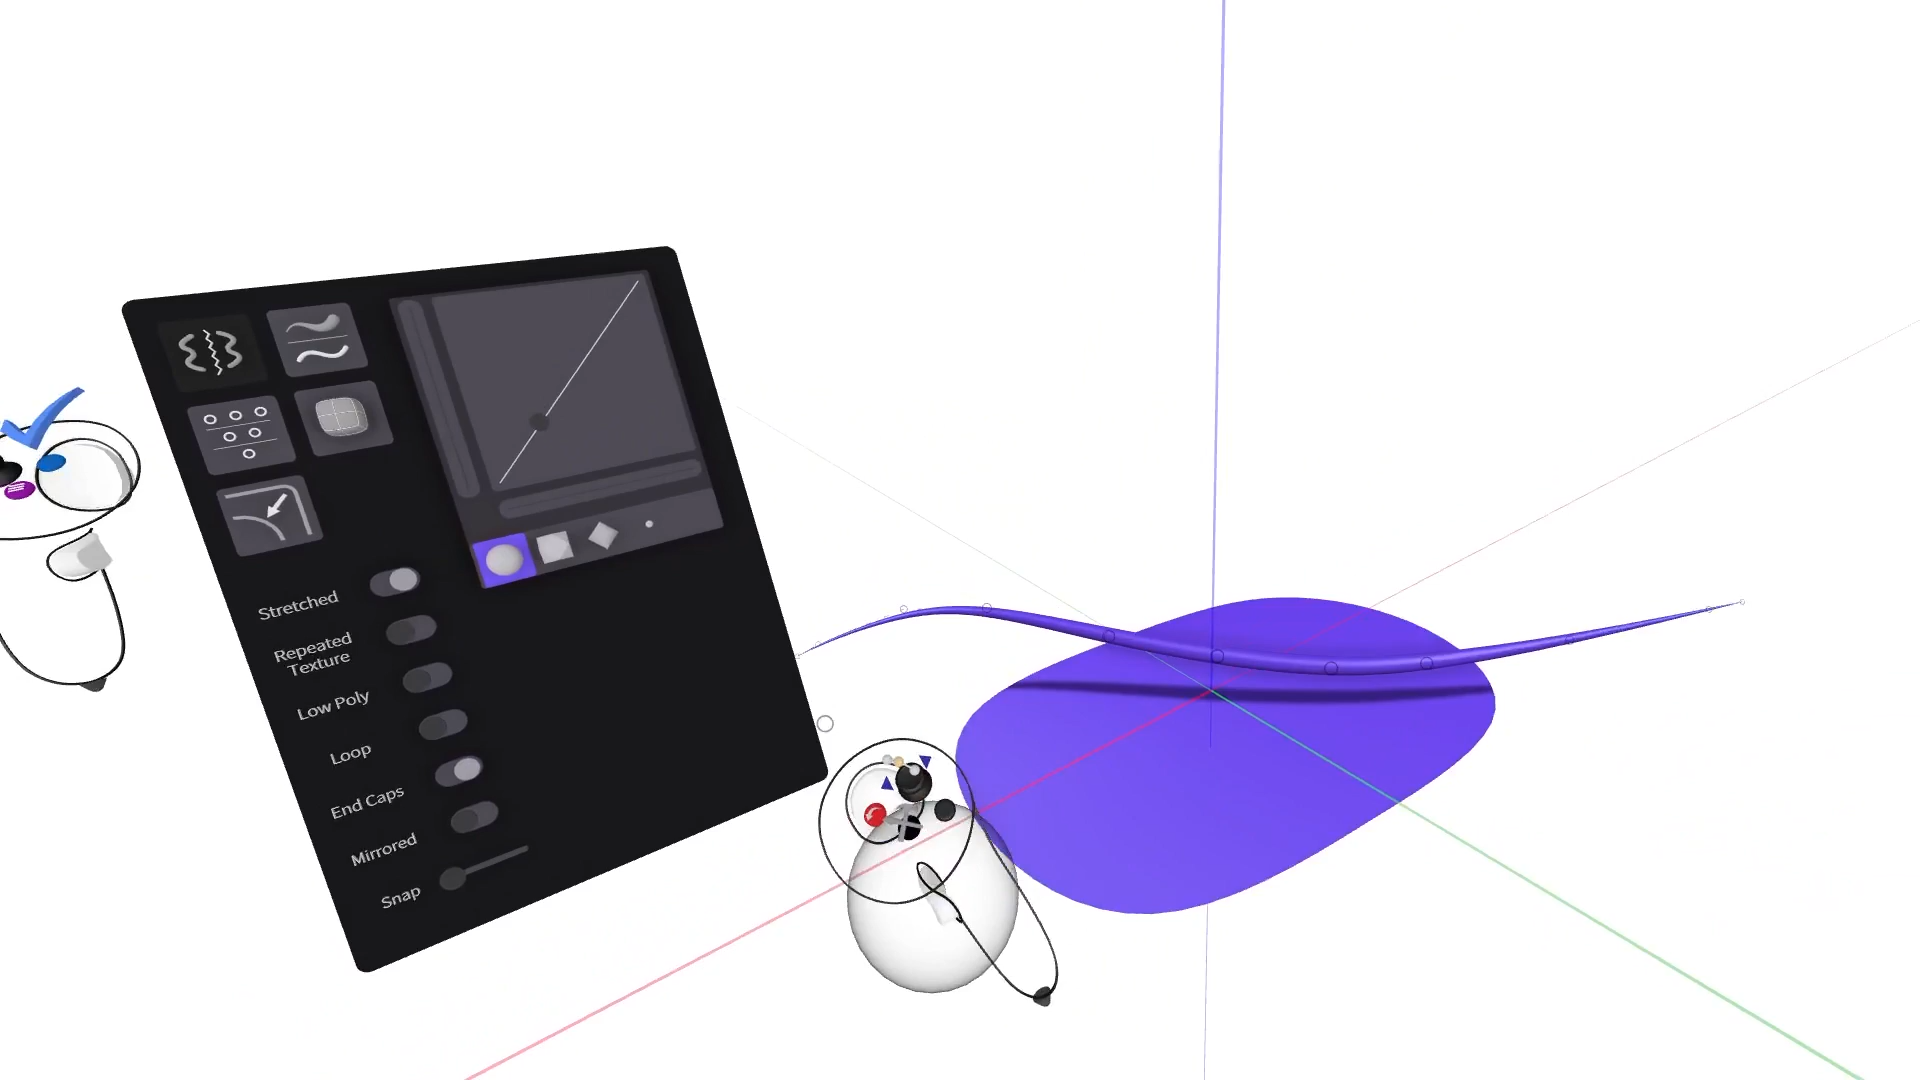 Stretched
Repeated
Texture
Low Poly
Loop
End Caps
Mirrored
Snap